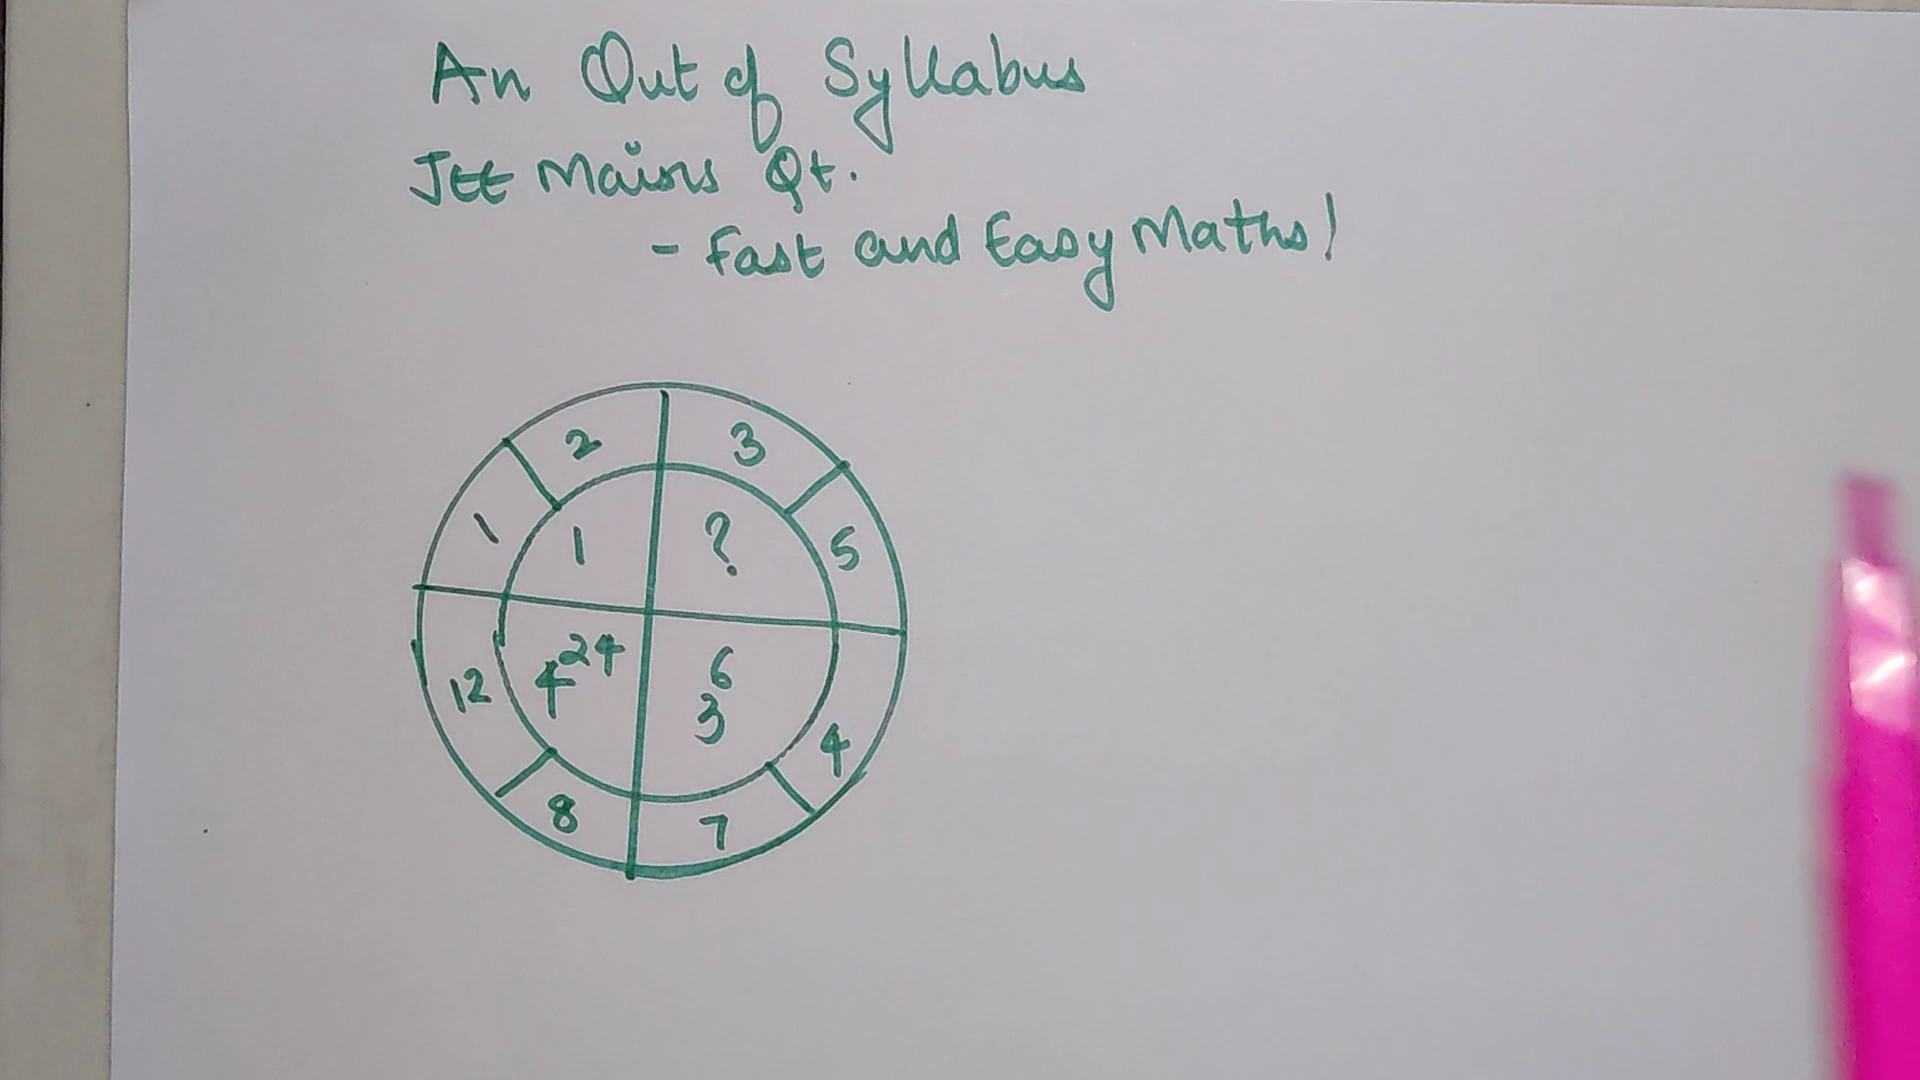 An Out of Syllabus
JEE Mains Qt.
- Fast and Easy Maths!
2 3
1 1 ? 5
12 4^24 6
3 4
8 7